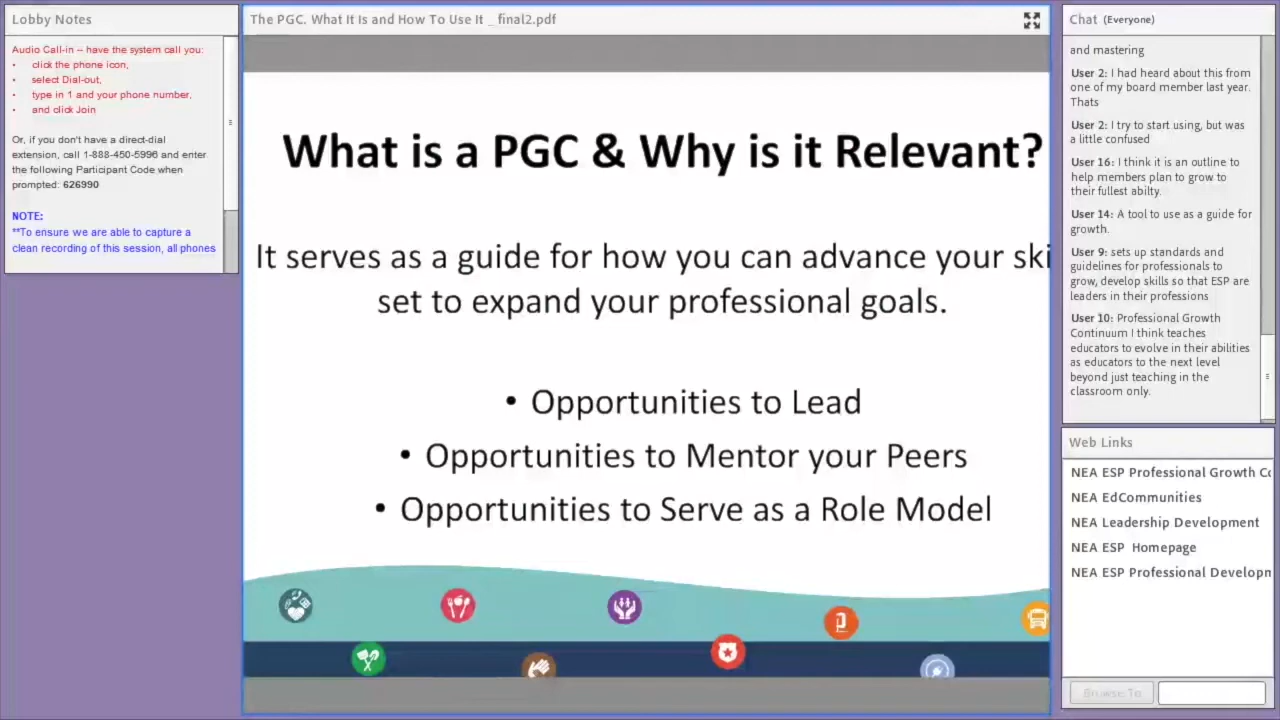 Lobby Notes
Audio Call-in – have the system call you:
• click the phone icon,
• select Dial-out,
• type in 1 and your phone number,
• and click Join
Or, if you don't have a direct-dial
extension, call 1-888-450-5996 and enter
the following Participant Code when
prompted: 626990
NOTE:
**To ensure we are able to capture a
clean recording of this session, all phones
The PGC. What It Is and How To Use It _ final2.pdf
What is a PGC & Why is it Relevant?
It serves as a guide for how you can advance your ski
set to expand your professional goals.
• Opportunities to Lead
• Opportunities to Mentor your Peers
• Opportunities to Serve as a Role Model
Chat (Everyone)
and mastering
User 2: I had heard about this from
one of my board member last year.
Thats
User 2: I try to start using, but was
a little confused
User 16: I think it is an outline to
help members plan to grow to
their fullest abilty.
User 14: A tool to use as a guide for
growth.
User 9: sets up standards and
guidelines for professionals to
grow, develop skills so that ESP are
leaders in their professions
User 10: Professional Growth
Continuum I think teaches
educators to evolve in their abilities
as educators to the next level
beyond just teaching in the
classroom only.
Web Links
NEA ESP Professional Growth Co
NEA EdCommunities
NEA Leadership Development
NEA ESP Homepage
NEA ESP Professional Developn
Browse To